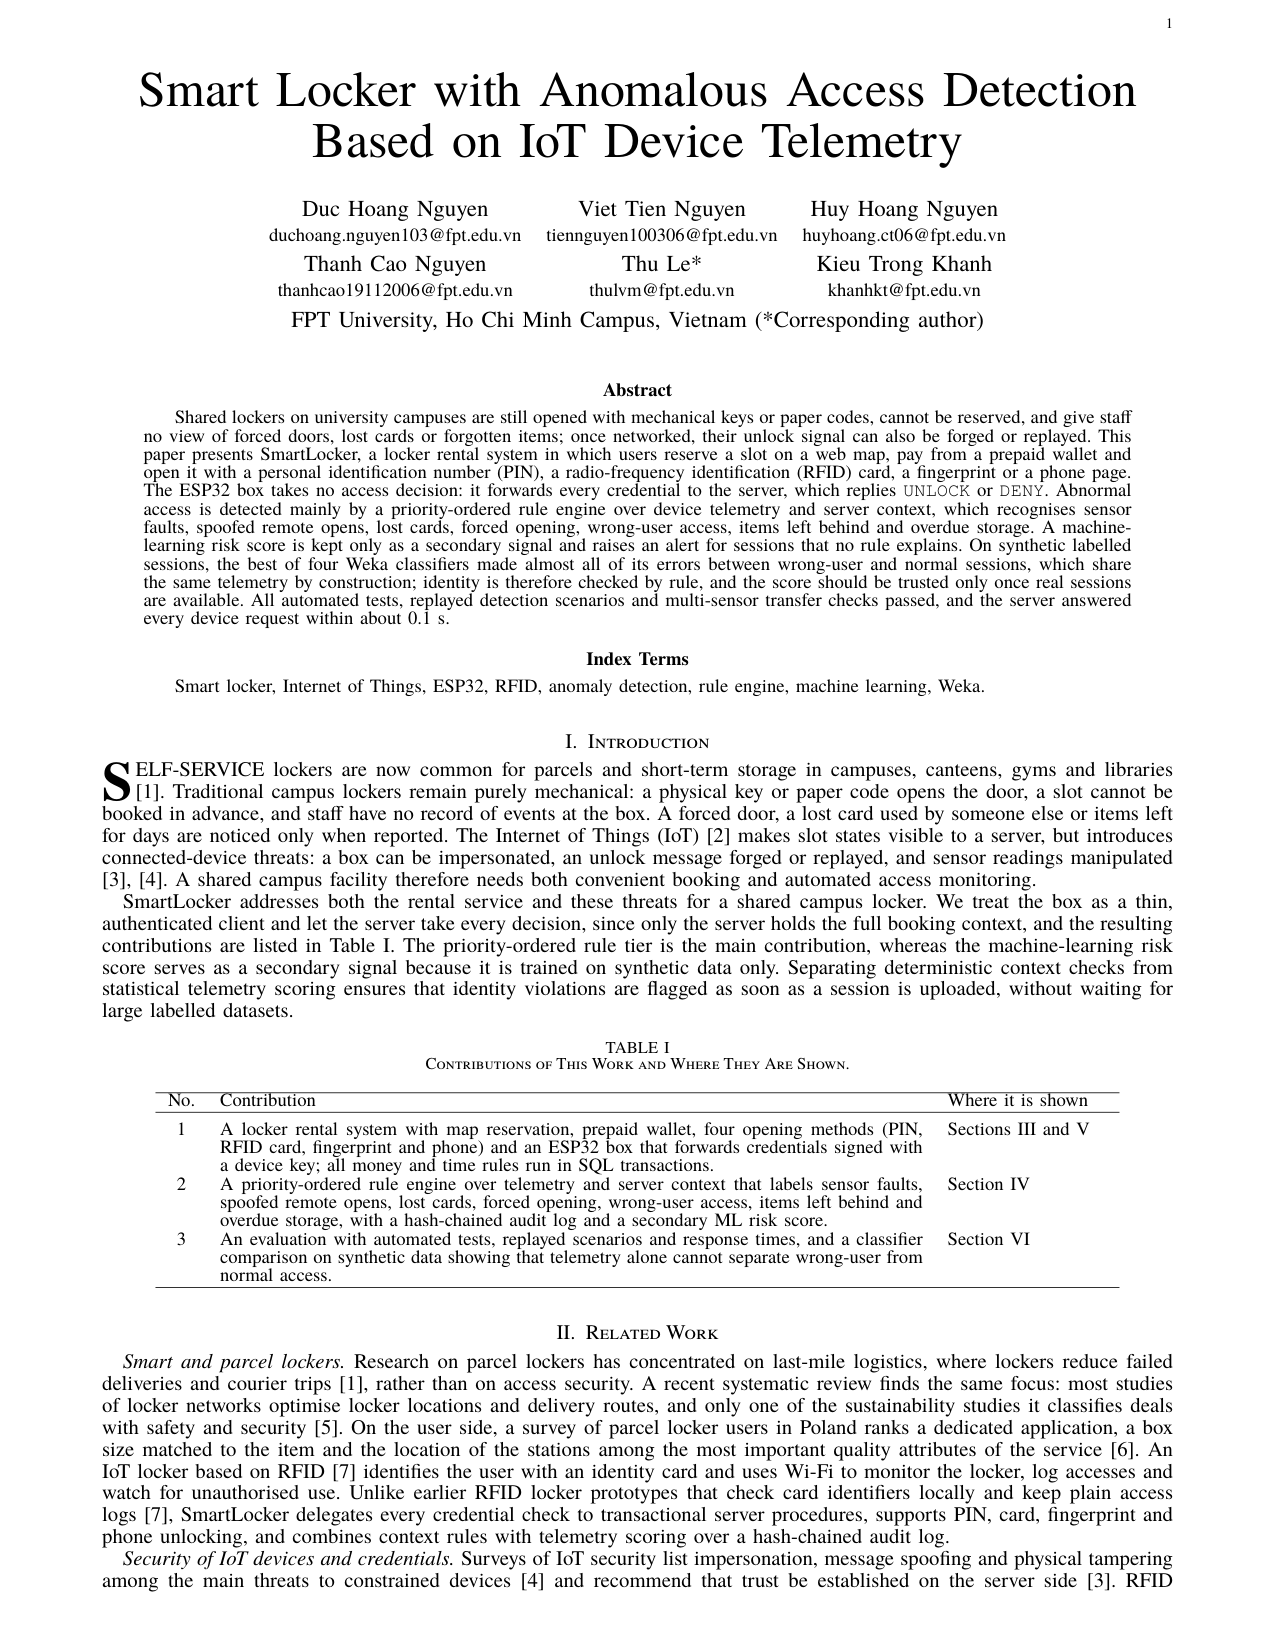 1
Smart Locker with Anomalous Access Detection
Based on IoT Device Telemetry
Duc Hoang Nguyen Viet Tien Nguyen Huy Hoang Nguyen
duchoang.nguyen103@fpt.edu.vn tiennguyen100306@fpt.edu.vn huyhoang.ct06@fpt.edu.vn
Thanh Cao Nguyen Thu Le* Kieu Trong Khanh
thanhcao19112006@fpt.edu.vn thulvm@fpt.edu.vn khanhkt@fpt.edu.vn
FPT University, Ho Chi Minh Campus, Vietnam (*Corresponding author)
Abstract
Shared lockers on university campuses are still opened with mechanical keys or paper codes, cannot be reserved, and give staff
no view of forced doors, lost cards or forgotten items; once networked, their unlock signal can also be forged or replayed. This
paper presents SmartLocker, a locker rental system in which users reserve a slot on a web map, pay from a prepaid wallet and
open it with a personal identification number (PIN), a radio-frequency identification (RFID) card, a fingerprint or a phone page.
The ESP32 box takes no access decision: it forwards every credential to the server, which replies UNLOCK or DENY. Abnormal
access is detected mainly by a priority-ordered rule engine over device telemetry and server context, which recognises sensor
faults, spoofed remote opens, lost cards, forced opening, wrong-user access, items left behind and overdue storage. A machine-
learning risk score is kept only as a secondary signal and raises an alert for sessions that no rule explains. On synthetic labelled
sessions, the best of four Weka classifiers made almost all of its errors between wrong-user and normal sessions, which share
the same telemetry by construction; identity is therefore checked by rule, and the score should be trusted only once real sessions
are available. All automated tests, replayed detection scenarios and multi-sensor transfer checks passed, and the server answered
every device request within about 0.1 s.
Index Terms
Smart locker, Internet of Things, ESP32, RFID, anomaly detection, rule engine, machine learning, Weka.
I. Introduction
SELF-SERVICE lockers are now common for parcels and short-term storage in campuses, canteens, gyms and libraries
[1]. Traditional campus lockers remain purely mechanical: a physical key or paper code opens the door, a slot cannot be
booked in advance, and staff have no record of events at the box. A forced door, a lost card used by someone else or items left
for days are noticed only when reported. The Internet of Things (IoT) [2] makes slot states visible to a server, but introduces
connected-device threats: a box can be impersonated, an unlock message forged or replayed, and sensor readings manipulated
[3], [4]. A shared campus facility therefore needs both convenient booking and automated access monitoring.
SmartLocker addresses both the rental service and these threats for a shared campus locker. We treat the box as a thin,
authenticated client and let the server take every decision, since only the server holds the full booking context, and the resulting
contributions are listed in Table I. The priority-ordered rule tier is the main contribution, whereas the machine-learning risk
score serves as a secondary signal because it is trained on synthetic data only. Separating deterministic context checks from
statistical telemetry scoring ensures that identity violations are flagged as soon as a session is uploaded, without waiting for
large labelled datasets.
TABLE I
Contributions of This Work and Where They Are Shown.
No. Contribution Where it is shown
1 A locker rental system with map reservation, prepaid wallet, four opening methods (PIN, Sections III and V
RFID card, fingerprint and phone) and an ESP32 box that forwards credentials signed with
a device key; all money and time rules run in SQL transactions.
2 A priority-ordered rule engine over telemetry and server context that labels sensor faults, Section IV
spoofed remote opens, lost cards, forced opening, wrong-user access, items left behind and
overdue storage, with a hash-chained audit log and a secondary ML risk score.
3 An evaluation with automated tests, replayed scenarios and response times, and a classifier Section VI
comparison on synthetic data showing that telemetry alone cannot separate wrong-user from
normal access.
II. Related Work
Smart and parcel lockers. Research on parcel lockers has concentrated on last-mile logistics, where lockers reduce failed
deliveries and courier trips [1], rather than on access security. A recent systematic review finds the same focus: most studies
of locker networks optimise locker locations and delivery routes, and only one of the sustainability studies it classifies deals
with safety and security [5]. On the user side, a survey of parcel locker users in Poland ranks a dedicated application, a box
size matched to the item and the location of the stations among the most important quality attributes of the service [6]. An
IoT locker based on RFID [7] identifies the user with an identity card and uses Wi-Fi to monitor the locker, log accesses and
watch for unauthorised use. Unlike earlier RFID locker prototypes that check card identifiers locally and keep plain access
logs [7], SmartLocker delegates every credential check to transactional server procedures, supports PIN, card, fingerprint and
phone unlocking, and combines context rules with telemetry scoring over a hash-chained audit log.
Security of IoT devices and credentials. Surveys of IoT security list impersonation, message spoofing and physical tampering
among the main threats to constrained devices [4] and recommend that trust be established on the server side [3]. RFID